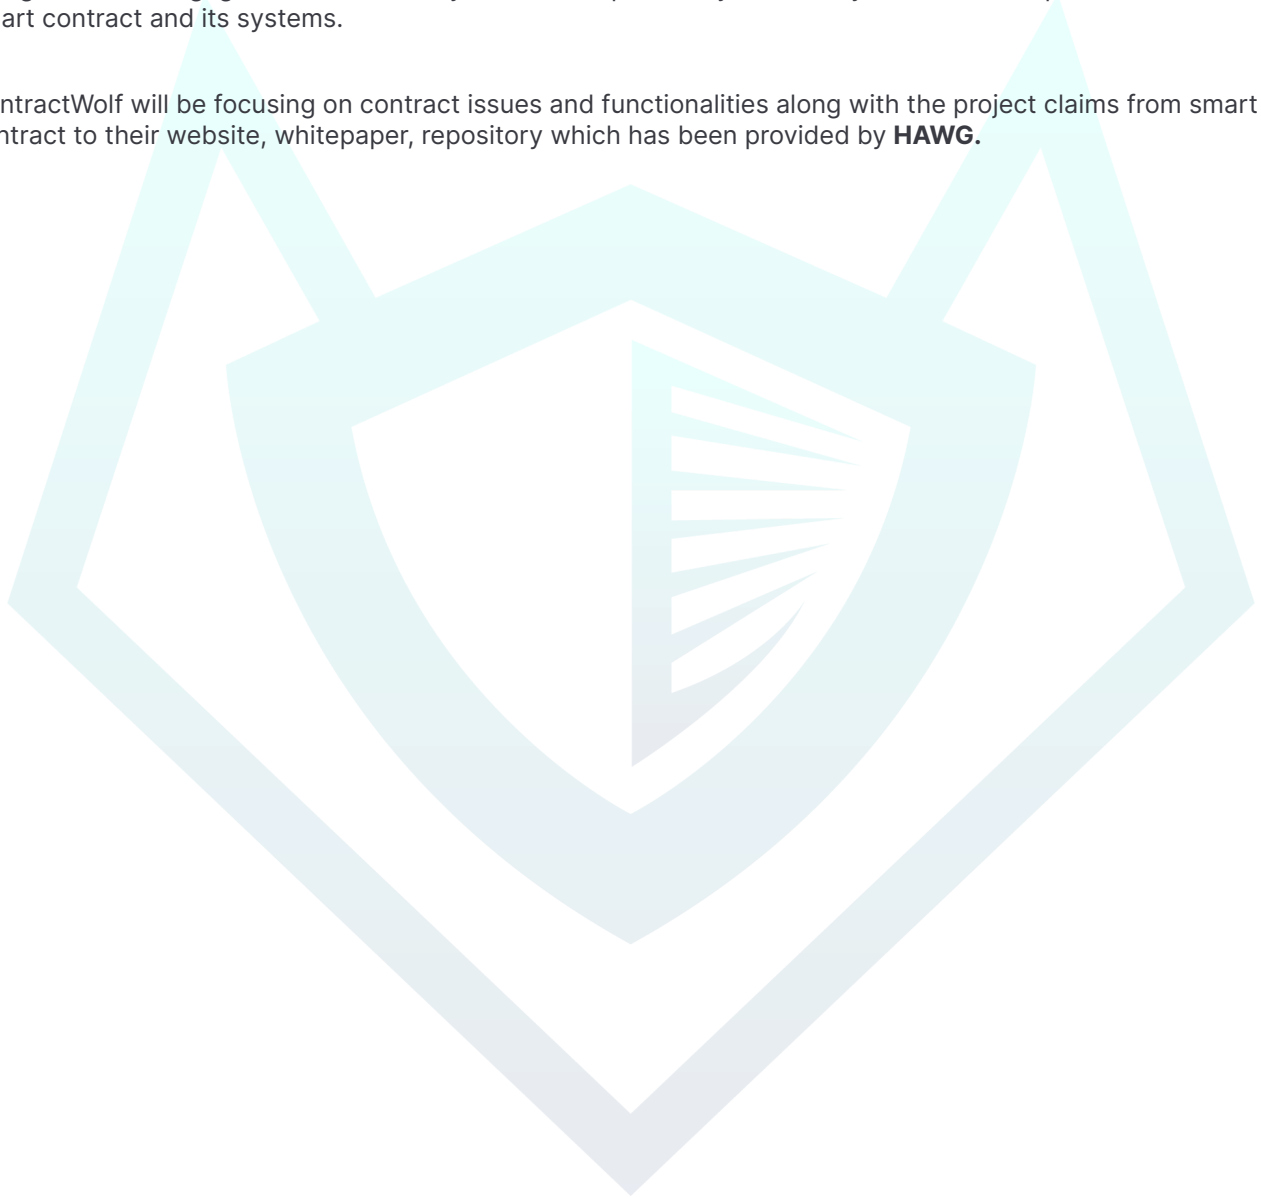 art contract and its systems.
ntractWolf will be focusing on contract issues and functionalities along with the project claims from smart
ntract to their website, whitepaper, repository which has been provided by HAWG.